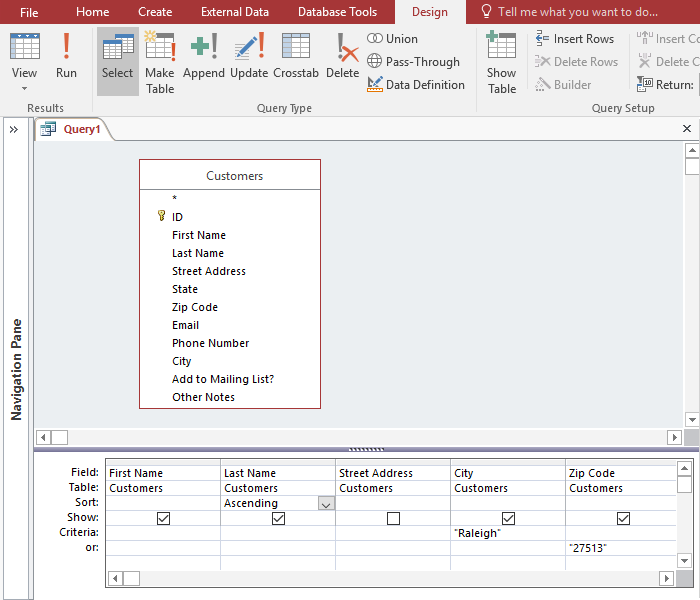 File Home Create External Data Database Tools Design Tell me what you want to do...
View Run Select Make Table Append Update Crosstab Delete
Union
Pass-Through
Data Definition
Show Table
Insert Rows
Delete Rows
Builder
Insert Co
Delete C
Return:
Results Query Type Query Setup
»
Query1
Navigation Pane
Customers
*
ID
First Name
Last Name
Street Address
State
Zip Code
Email
Phone Number
City
Add to Mailing List?
Other Notes
Field: First Name Last Name Street Address City Zip Code
Table: Customers Customers Customers Customers Customers
Sort: Ascending
Show:
Criteria: "Raleigh"
or: "27513"